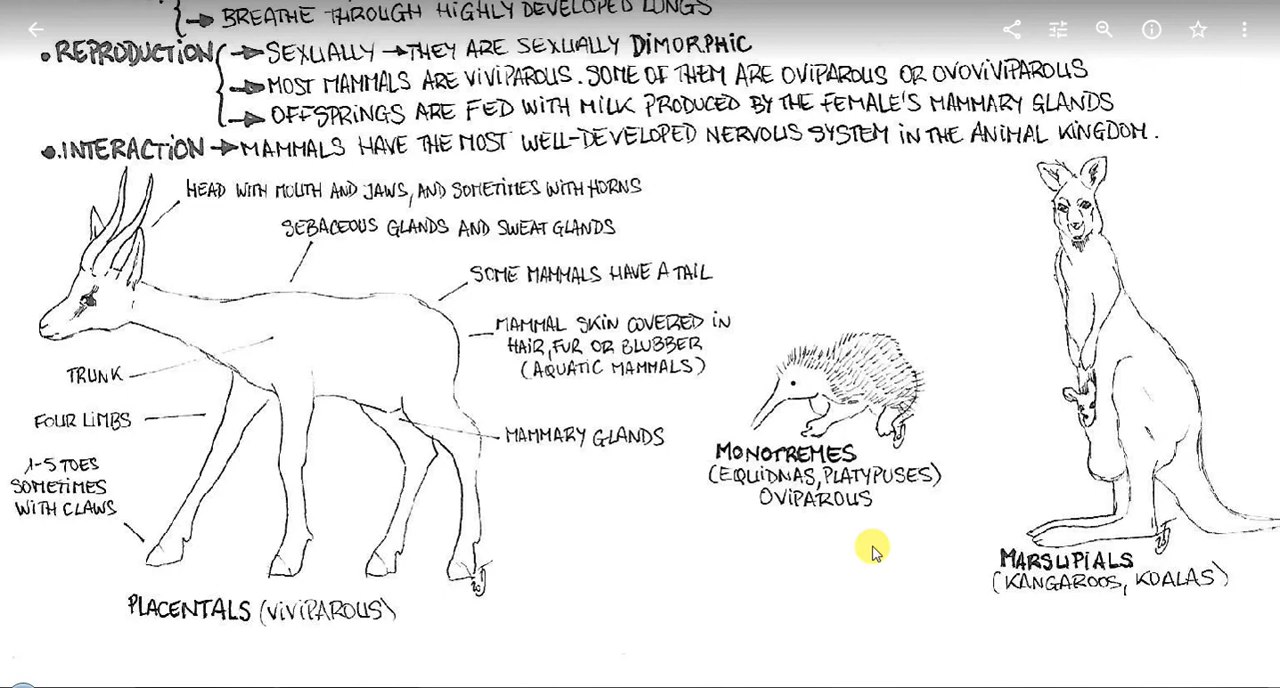 → BREATHE THROUGH HIGHLY DEVELOPED LUNGS
• REPRODUCTION → SEXUALLY → THEY ARE SEXUALLY DIMORPHIC
→ MOST MAMMALS ARE VIVIPAROUS. SOME OF THEM ARE OVIPAROUS OR OVOVIVIPAROUS
→ OFFSPRINGS ARE FED WITH MILK PRODUCED BY THE FEMALE'S MAMMARY GLANDS
•.INTERACTION → MAMMALS HAVE THE MOST WELL-DEVELOPED NERVOUS SYSTEM IN THE ANIMAL KINGDOM.
HEAD WITH MOUTH AND JAWS, AND SOMETIMES WITH HORNS
SEBACEOUS GLANDS AND SWEAT GLANDS
SOME MAMMALS HAVE A TAIL
MAMMAL SKIN COVERED IN
HAIR, FUR OR BLUBBER
(AQUATIC MAMMALS)
TRUNK
FOUR LIMBS
MAMMARY GLANDS
1-5 TOES
SOMETIMES
WITH CLAWS
PLACENTALS (VIVIPAROUS)
MONOTREMES
(EQUIDNAS, PLATYPUSES)
OVIPAROUS
MARSUPIALS
(KANGAROOS, KOALAS)